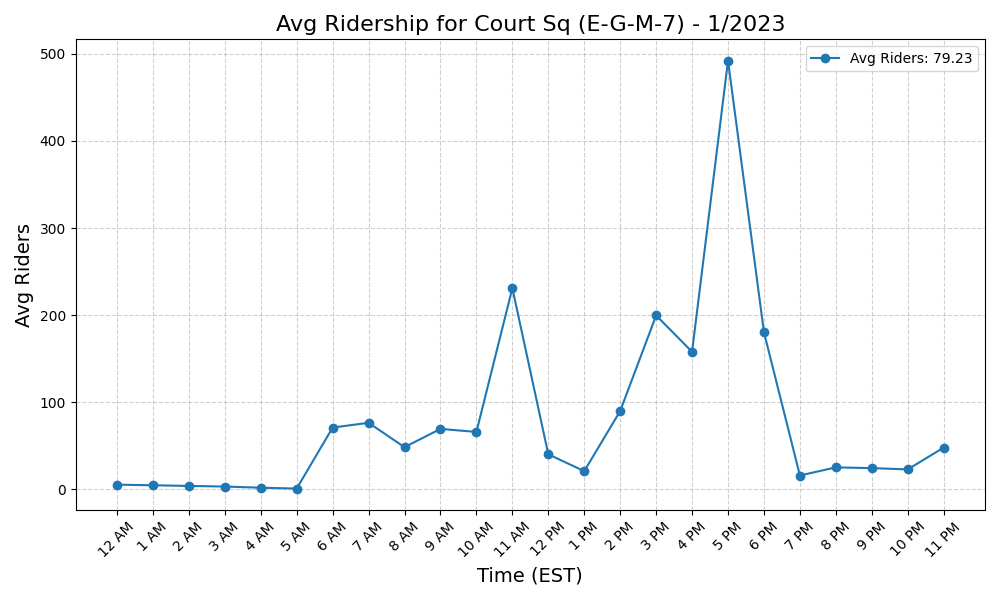 Avg Ridership for Court Sq (E-G-M-7) - 1/2023
Avg Riders: 79.23
500
400
300
200
100
0
Avg Riders
12 AM
1 AM
2 AM
3 AM
4 AM
5 AM
6 AM
7 AM
8 AM
9 AM
10 AM
11 AM
12 PM
1 PM
2 PM
3 PM
4 PM
5 PM
6 PM
7 PM
8 PM
9 PM
10 PM
11 PM
Time (EST)